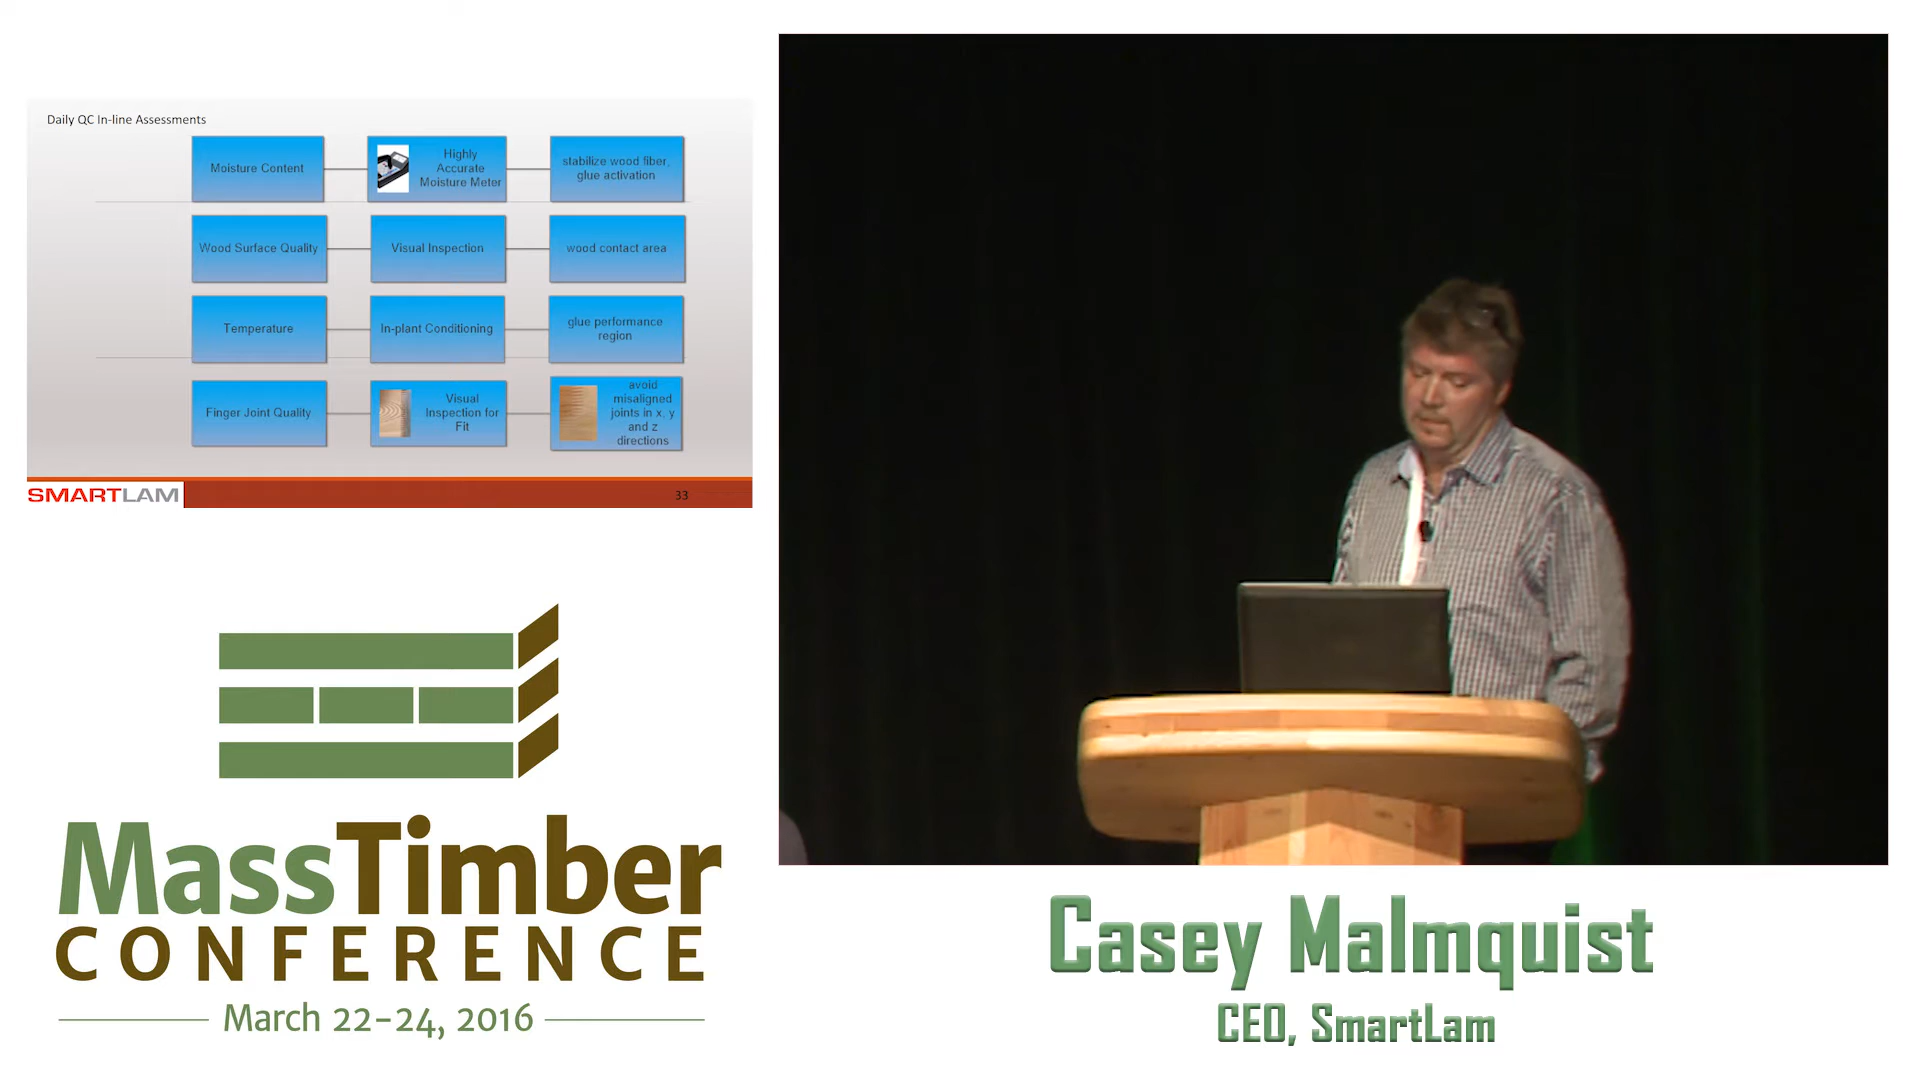 Daily QC In-line Assessments
Moisture Content
Highly
Accurate
Moisture Meter
stabilize wood fiber,
glue activation
Wood Surface Quality
Visual Inspection
wood contact area
Temperature
In-plant Conditioning
glue performance
region
Finger Joint Quality
Visual
Inspection for
Fit
avoid
misaligned
joints in x, y
and z
directions
SMARTLAM
33
MassTimber
CONFERENCE
March 22-24, 2016
Casey Malmquist
CEO, SmartLam